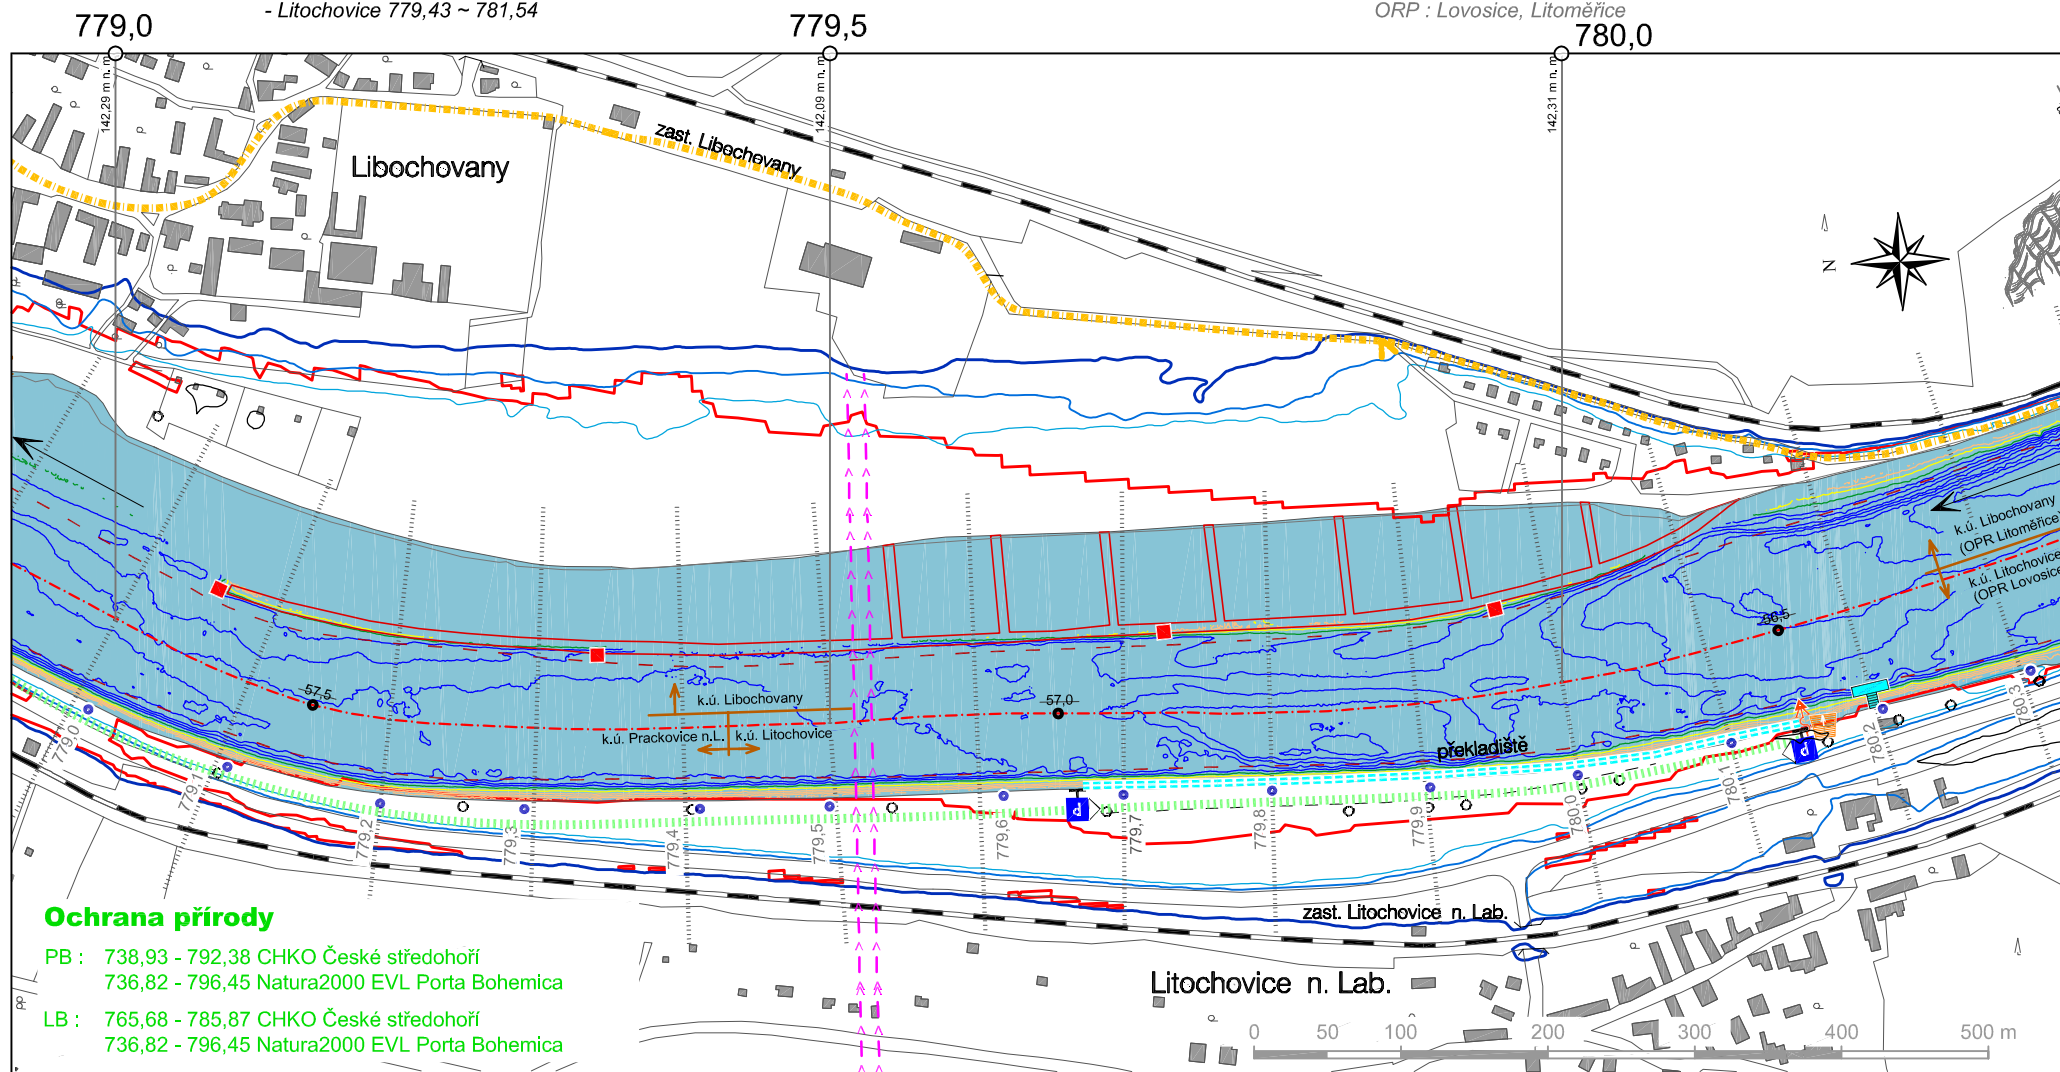 - Litochovice 779,43 ~ 781,54
ORP : Lovosice, Litoměřice
779,0
779,5
780,0
142,29 m n. m.
142,09 m n. m.
142,31 m n. m.
Libochovany
zast. Libochovany
N
k.ú. Libochovany
(OPR Litoměřice
k.ú. Litochovice
(OPR Lovosice
56,5
57,5
57,0
k.ú. Libochovany
k.ú. Prackovice n.L.
k.ú. Litochovice
překladiště
779,0
779,1
779,2
779,3
779,4
779,5
779,6
779,7
779,8
779,9
780,0
780,1
780,2
780,3
zast. Litochovice n. Lab.
Litochovice n. Lab.
Ochrana přírody
PB : 738,93 - 792,38 CHKO České středohoří
736,82 - 796,45 Natura2000 EVL Porta Bohemica
LB : 765,68 - 785,87 CHKO České středohoří
736,82 - 796,45 Natura2000 EVL Porta Bohemica
0 50 100 200 300 400 500 m